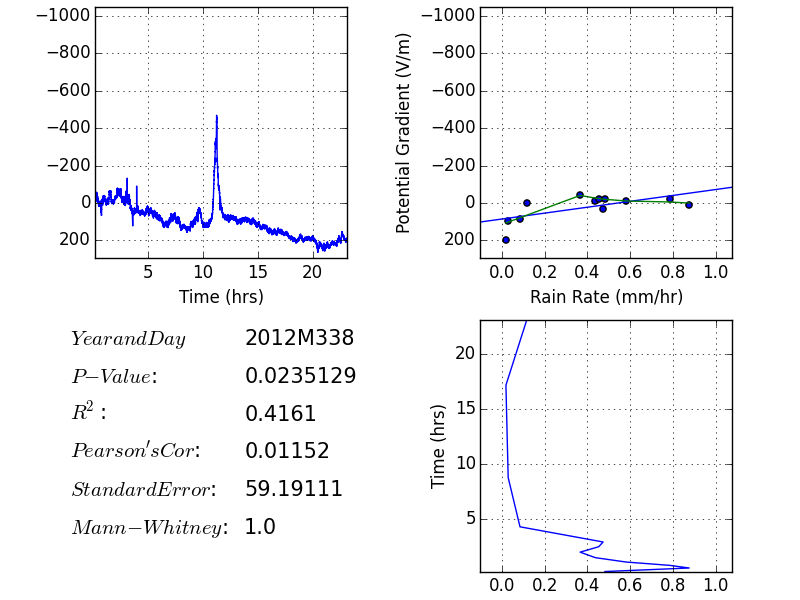 −1000
−800
−600
−400
−200
0
200
5 10 15 20
Time (hrs)
Potential Gradient (V/m)
−1000
−800
−600
−400
−200
0
200
0.0 0.2 0.4 0.6 0.8 1.0
Rain Rate (mm/hr)
YearandDay 2012M338
P−Value: 0.0235129
R²: 0.4161
Pearson'sCor: 0.01152
StandardError: 59.19111
Mann−Whitney: 1.0
Time (hrs)
20
15
10
5
0.0 0.2 0.4 0.6 0.8 1.0